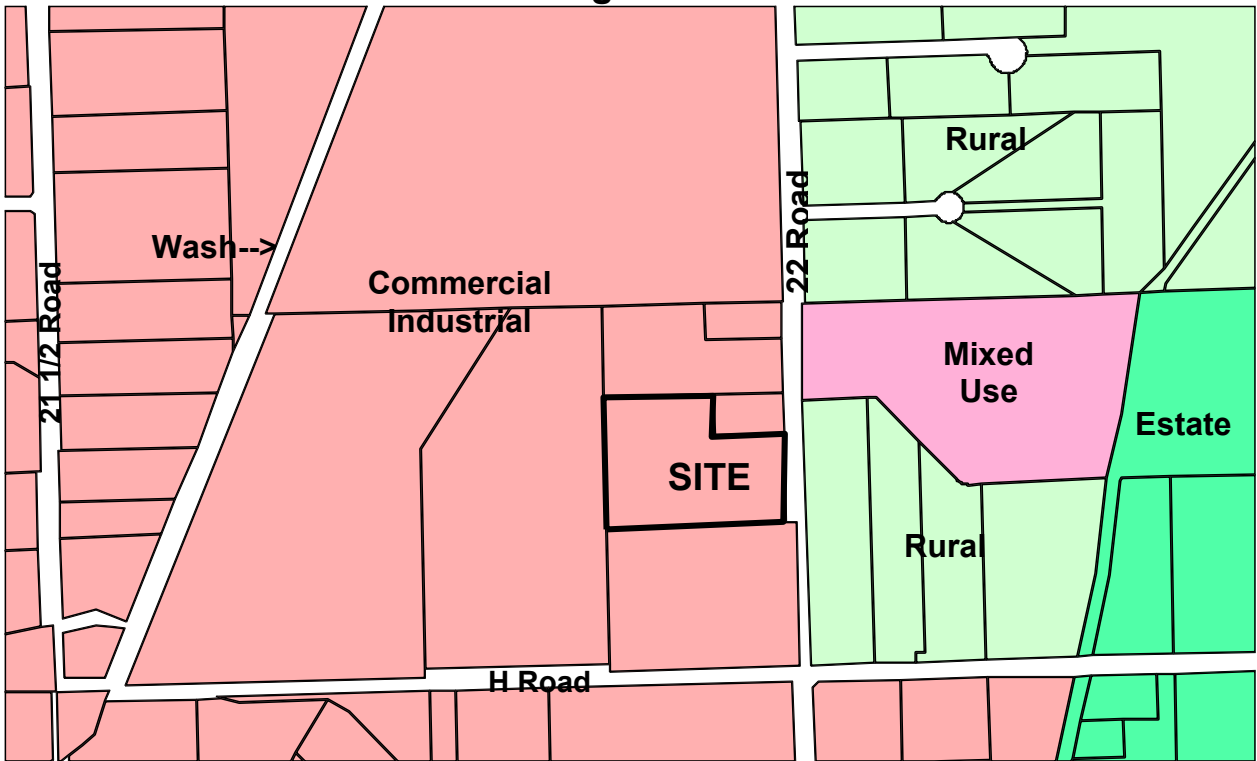 Rural
22 Road
Wash-->
21 1/2 Road
Commercial
Industrial
Mixed
Use
Estate
SITE
Rural
H Road